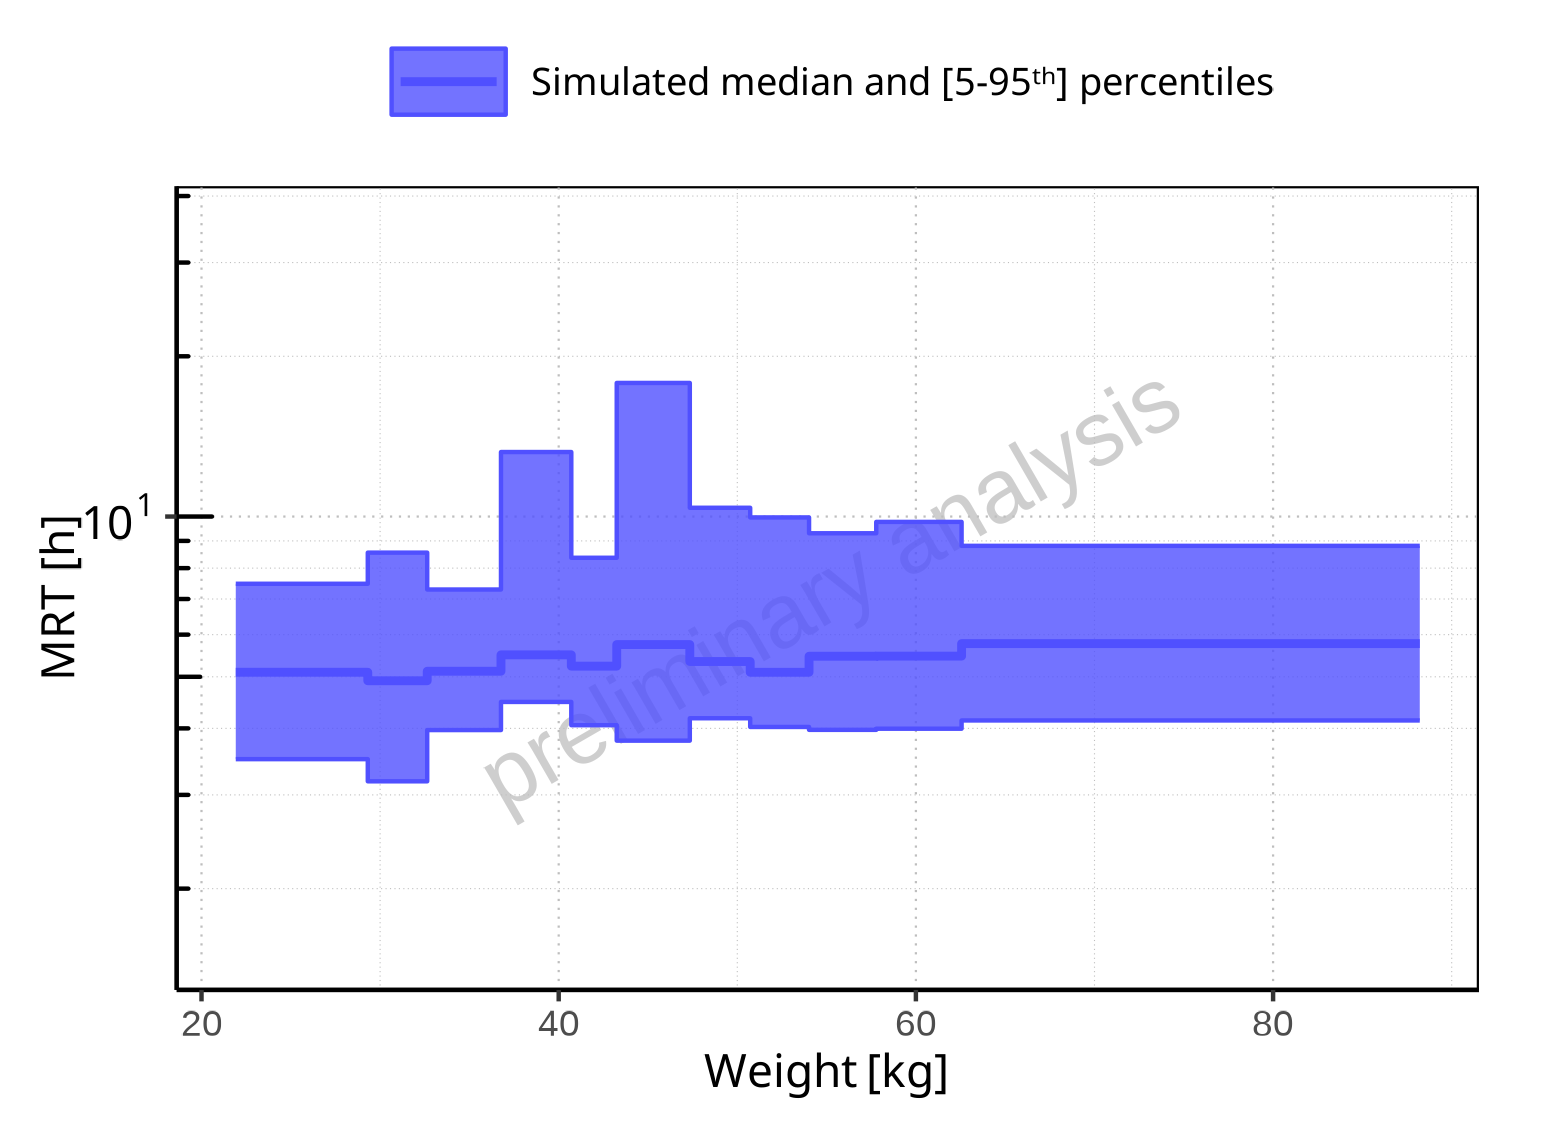 Simulated median and [5-95ᵗʰ] percentiles
MRT [h]
10¹
preliminary analysis
20 40 60 80
Weight [kg]